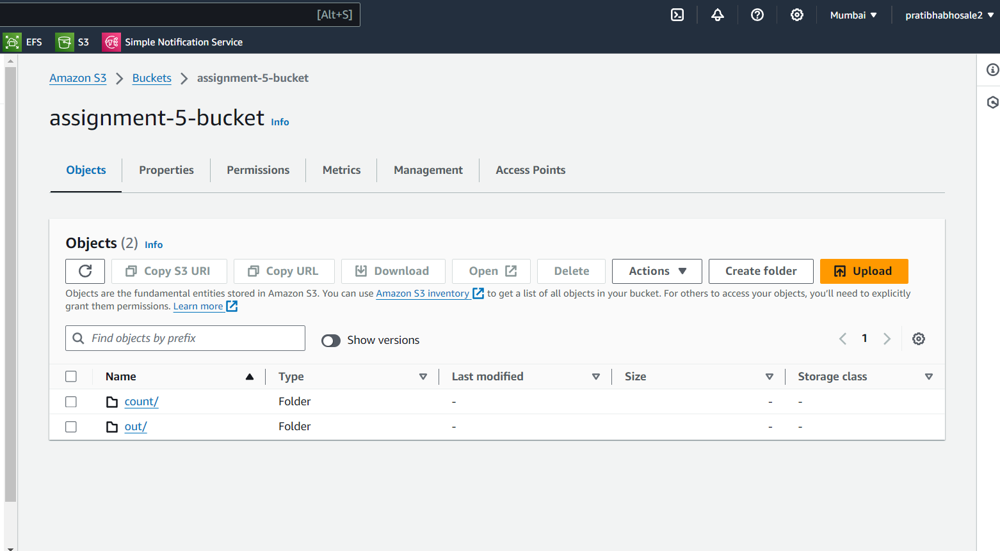 [Alt+S] Mumbai pratibhabhosale2
EFS S3 Simple Notification Service
Amazon S3 Buckets assignment-5-bucket
assignment-5-bucket Info
Objects Properties Permissions Metrics Management Access Points
Objects (2) Info
Copy S3 URI Copy URL Download Open Delete Actions Create folder Upload
Objects are the fundamental entities stored in Amazon S3. You can use Amazon S3 inventory to get a list of all objects in your bucket. For others to access your objects, you'll need to explicitly
grant them permissions. Learn more
Find objects by prefix Show versions 1
Name Type Last modified Size Storage class
count/ Folder - - -
out/ Folder - - -